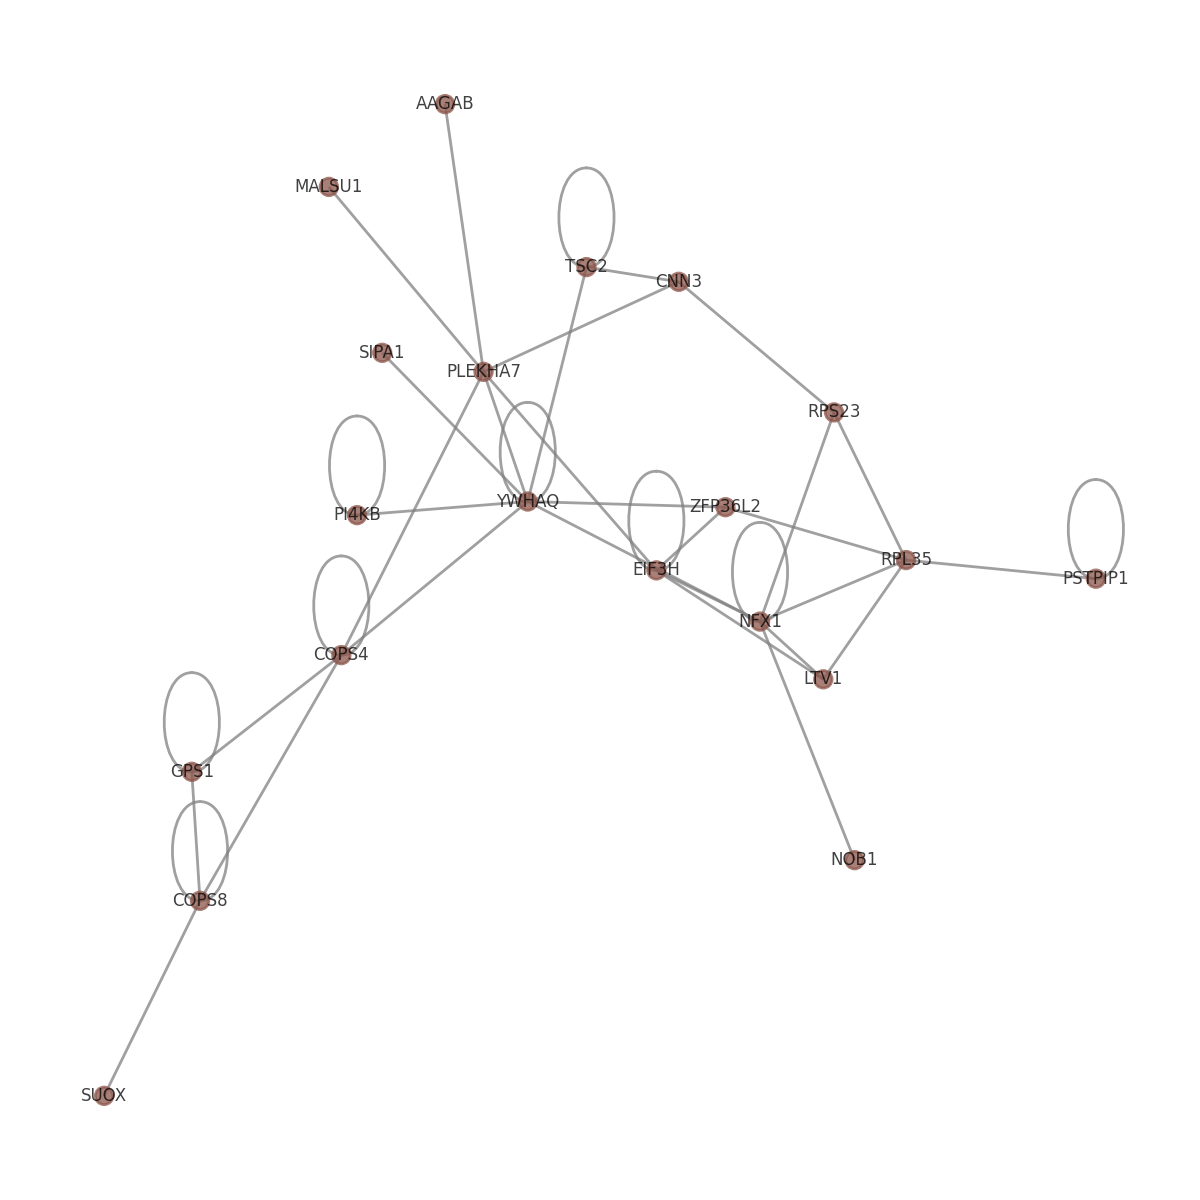 AAGAB
MALSU1
TSC2
CNN3
SIPA1
PLEKHA7
RPS23
YWHAQ
ZFP36L2
PI4KB
RPL35
EIF3H
PSTPIP1
NFX1
COPS4
LTV1
GPS1
NOB1
COPS8
SUOX